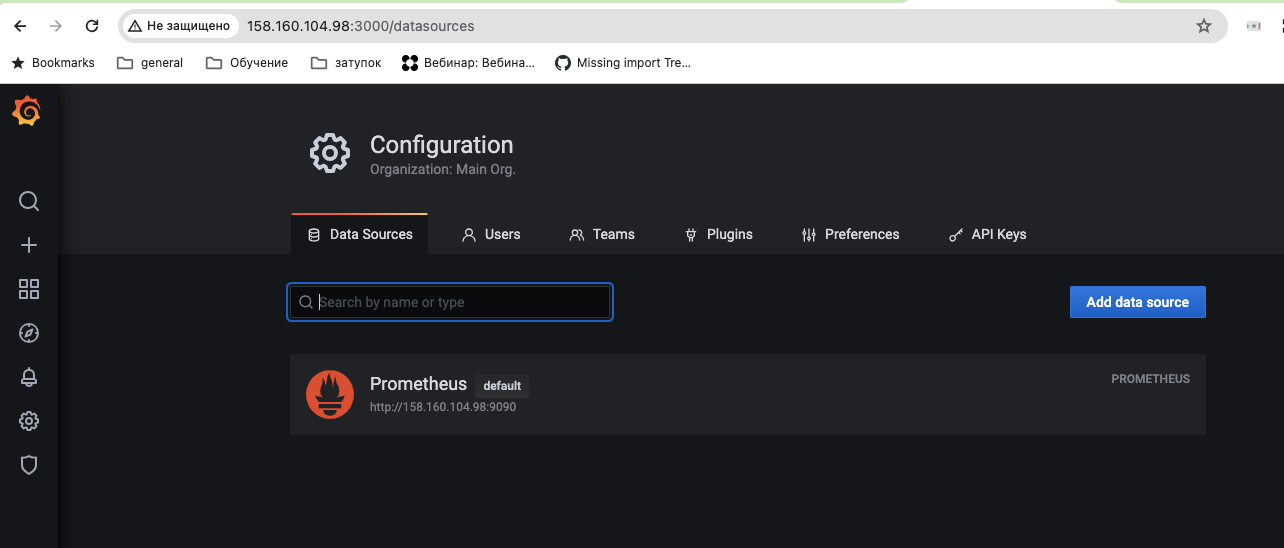 Не защищено 158.160.104.98:3000/datasources
Bookmarks general Обучение затупок Вебинар: Вебина... Missing import Tre...
Configuration
Organization: Main Org.
Data Sources Users Teams Plugins Preferences API Keys
Search by name or type Add data source
Prometheus default PROMETHEUS
http://158.160.104.98:9090